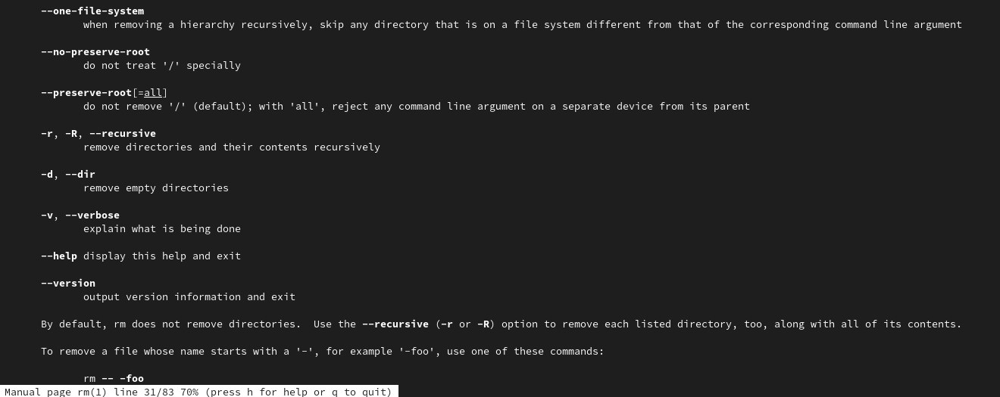 --one-file-system
when removing a hierarchy recursively, skip any directory that is on a file system different from that of the corresponding command line argument
--no-preserve-root
do not treat '/' specially
--preserve-root[=all]
do not remove '/' (default); with 'all', reject any command line argument on a separate device from its parent
-r, -R, --recursive
remove directories and their contents recursively
-d, --dir
remove empty directories
-v, --verbose
explain what is being done
--help display this help and exit
--version
output version information and exit
By default, rm does not remove directories.  Use the --recursive (-r or -R) option to remove each listed directory, too, along with all of its contents.
To remove a file whose name starts with a '-', for example '-foo', use one of these commands:
rm -- -foo
Manual page rm(1) line 31/83 70% (press h for help or q to quit)